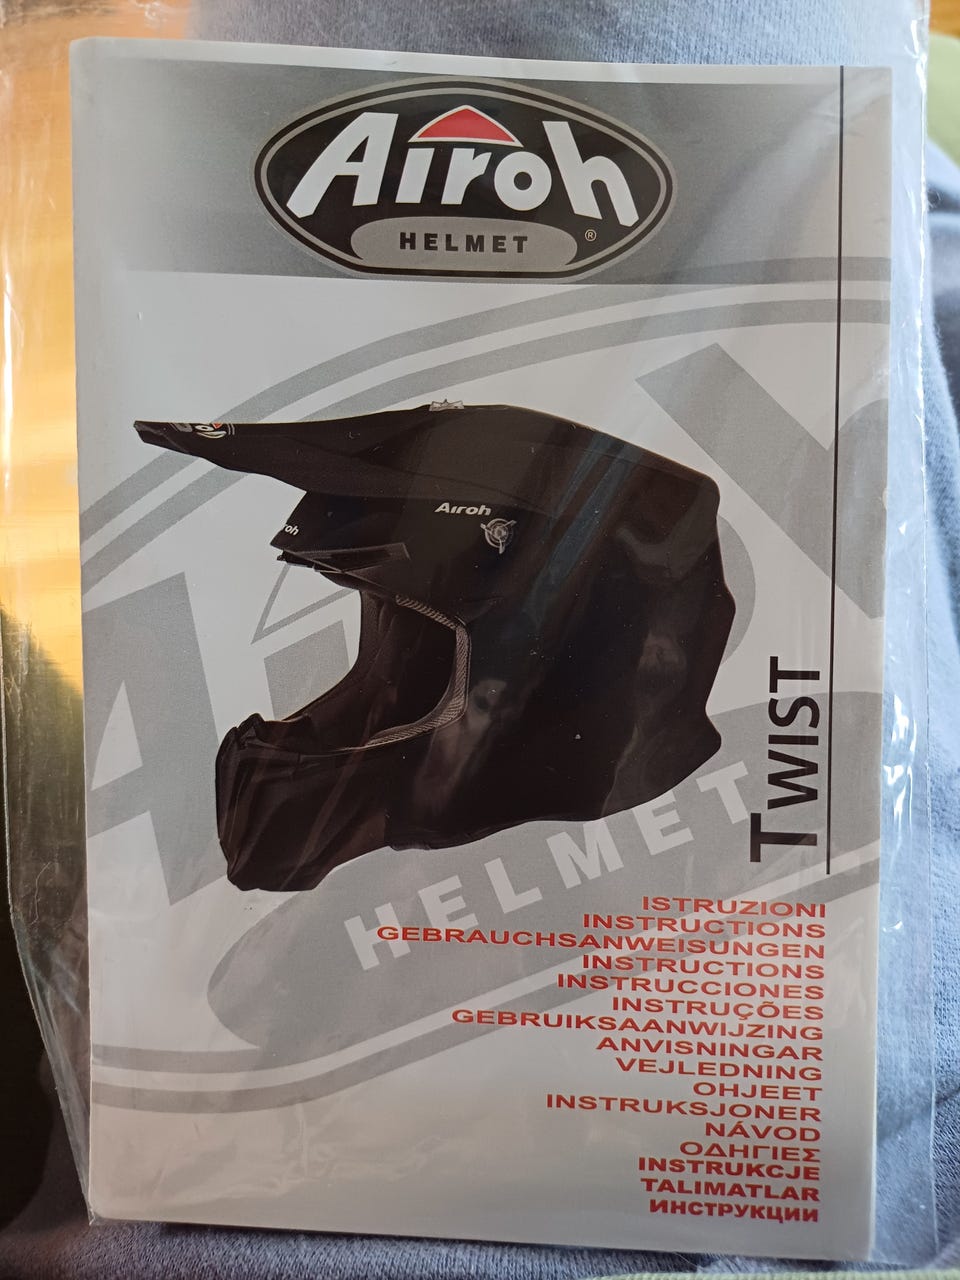 Airoh
HELMET
®
Airoh
roh
HELMET
TWIST
ISTRUZIONI
INSTRUCTIONS
GEBRAUCHSANWEISUNGEN
INSTRUCTIONS
INSTRUCCIONES
INSTRUÇÕES
GEBRUIKSAANWIJZING
ANVISNINGAR
VEJLEDNING
OHJEET
INSTRUKSJONER
NÁVOD
ΟΔΗΓΙΕΣ
INSTRUKCJE
TALIMATLAR
ИНСТРУКЦИИ